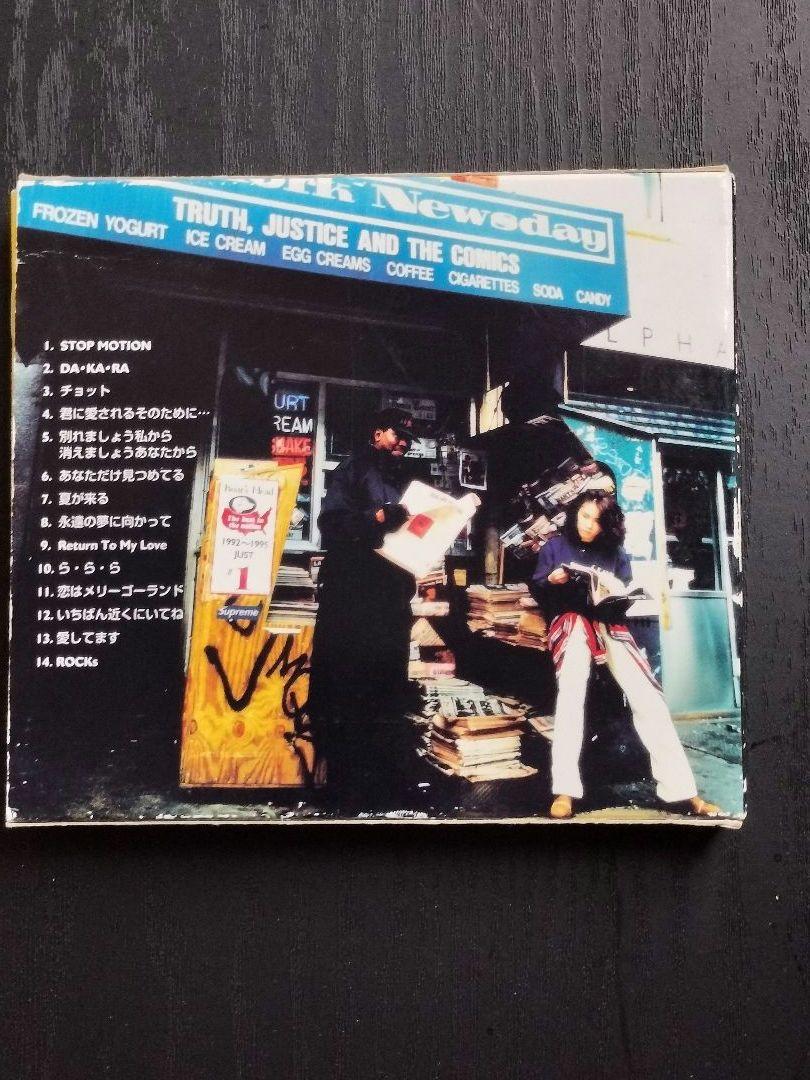 ork Newsday
TRUTH, JUSTICE AND THE COMICS
FROZEN YOGURT ICE CREAM EGG CREAMS COFFEE CIGARETTES SODA CANDY
LPHA
1. STOP MOTION
2. DA・KA・RA
3. チョット
4. 君に愛されるそのために…
5. 別れましょう私から
消えましょうあなたから
6. あなただけ見つめてる
7. 夏が来る
8. 永遠の夢に向かって
9. Return To My Love
10. ら・ら・ら
11. 恋はメリーゴーランド
12. いちばん近くにいてね
13. 愛してます
14. ROCKs
URT
REAM
Boar's Head
1992〜1995
JUST
#1
Supreme